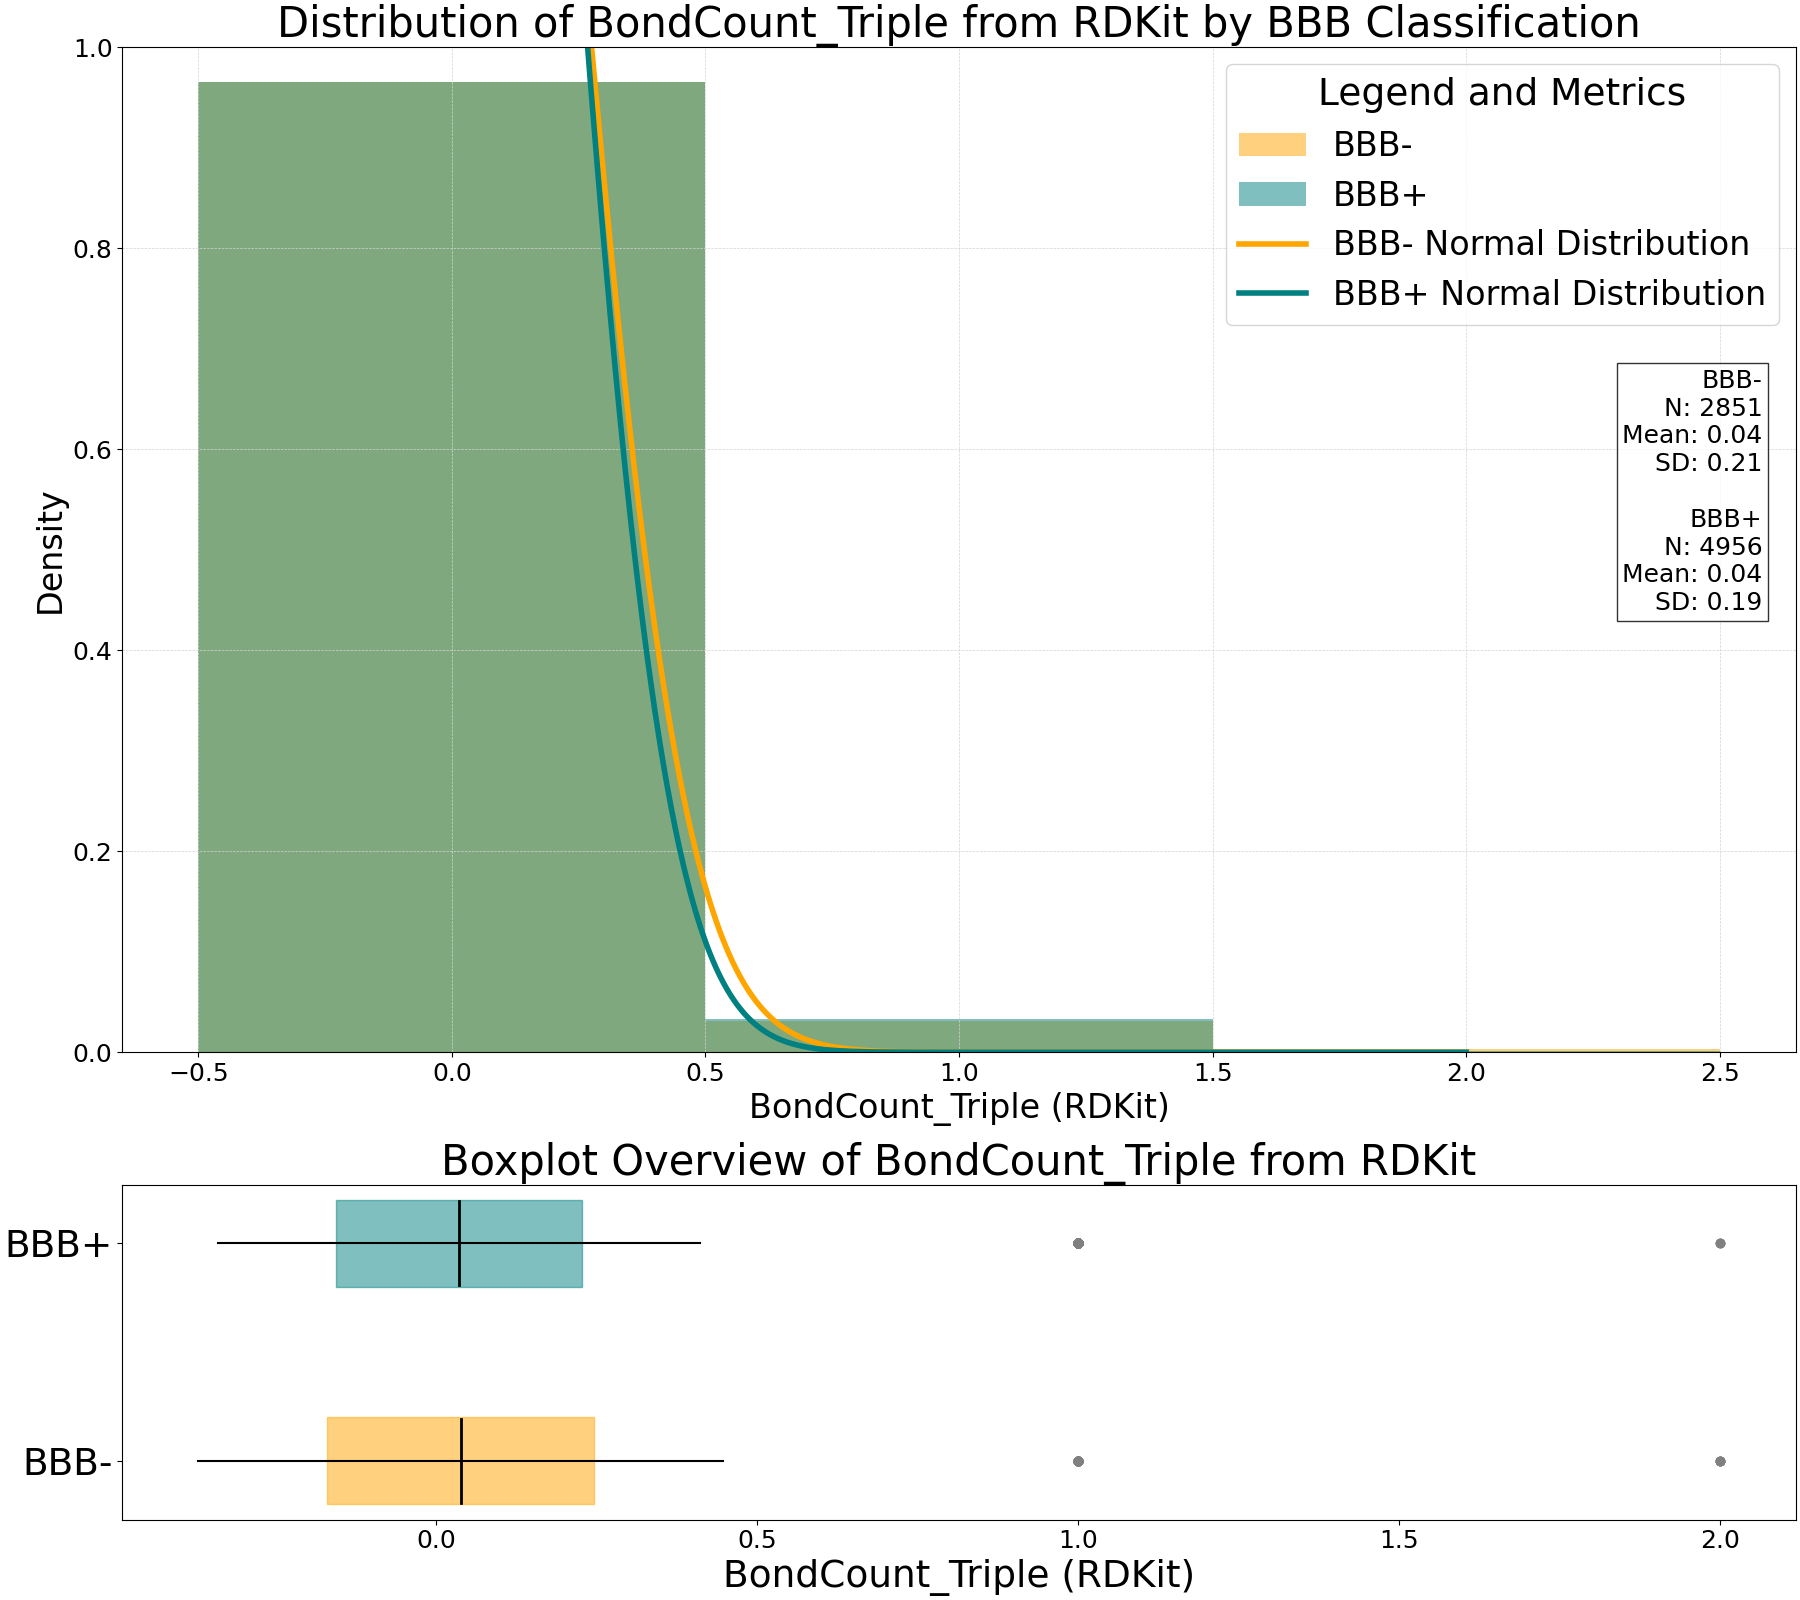 Distribution of BondCount_Triple from RDKit by BBB Classification
1.0
0.8
0.6
0.4
0.2
0.0
Density
−0.5
0.0
0.5
1.0
1.5
2.0
2.5
BondCount_Triple (RDKit)
Legend and Metrics
BBB-
BBB+
BBB- Normal Distribution
BBB+ Normal Distribution
BBB-
N: 2851
Mean: 0.04
SD: 0.21
BBB+
N: 4956
Mean: 0.04
SD: 0.19
Boxplot Overview of BondCount_Triple from RDKit
BBB+
BBB-
0.0
0.5
1.0
1.5
2.0
BondCount_Triple (RDKit)